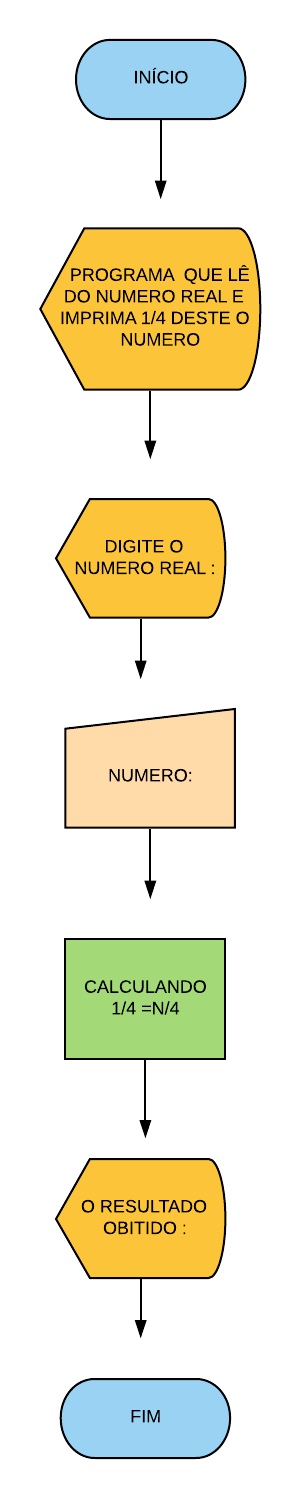 INÍCIO
PROGRAMA QUE LÊ
DO NUMERO REAL E
IMPRIMA 1/4 DESTE O
NUMERO
DIGITE O
NUMERO REAL :
NUMERO:
CALCULANDO
1/4 =N/4
O RESULTADO
OBITIDO :
FIM